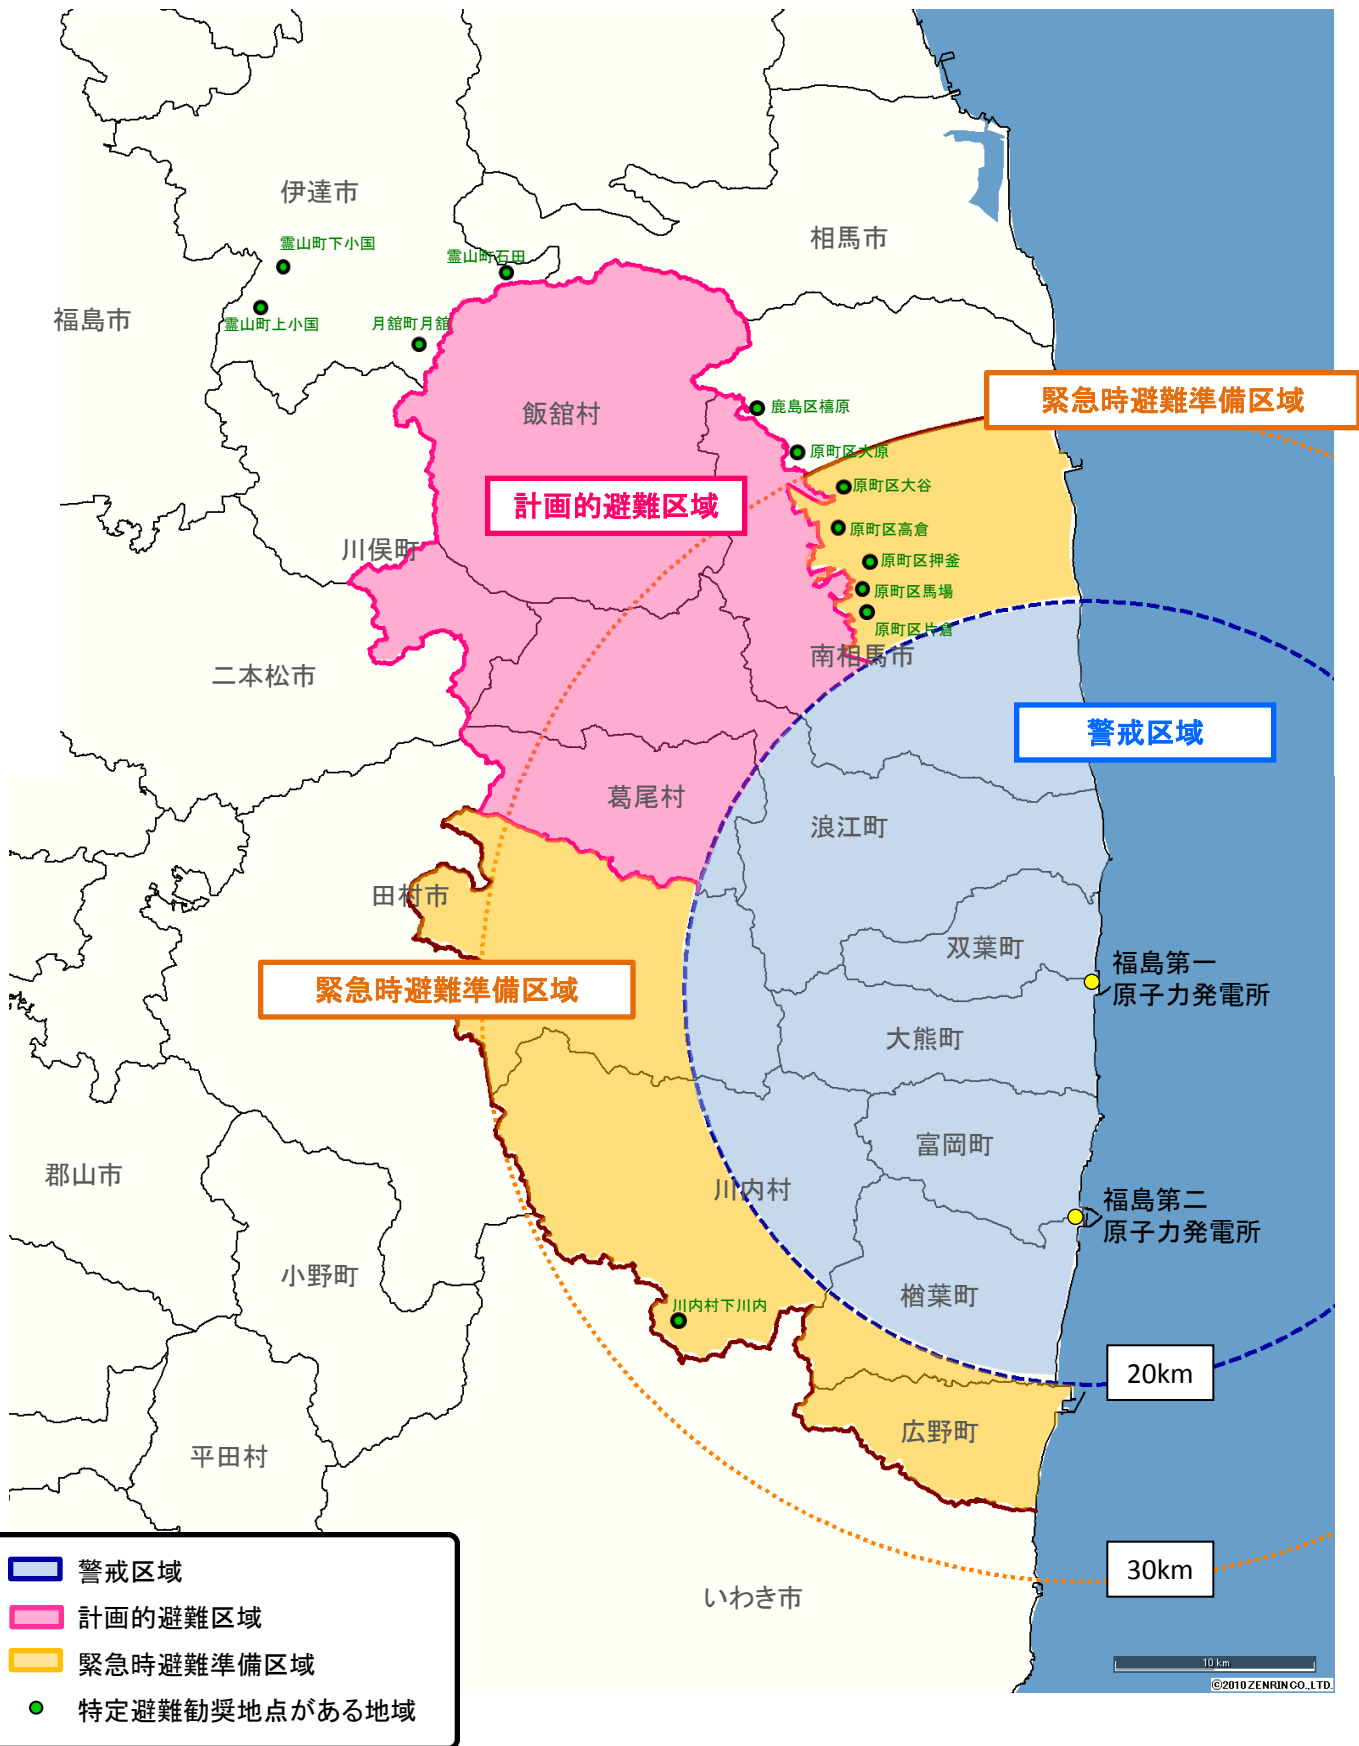 伊達市
相馬市
霊山町下小国
霊山町石田
霊山町上小国
月舘町月舘
福島市
緊急時避難準備区域
飯舘村
鹿島区橲原
原町区大原
計画的避難区域
原町区大谷
原町区高倉
川俣町
原町区押釜
原町区馬場
原町区片倉
南相馬市
二本松市
警戒区域
葛尾村
浪江町
田村市
双葉町
福島第一
原子力発電所
緊急時避難準備区域
大熊町
富岡町
郡山市
川内村
福島第二
原子力発電所
小野町
楢葉町
川内村下川内
20km
広野町
平田村
警戒区域
計画的避難区域
緊急時避難準備区域
特定避難勧奨地点がある地域
30km
いわき市
10 km
©2010 ZENRIN CO., LTD.